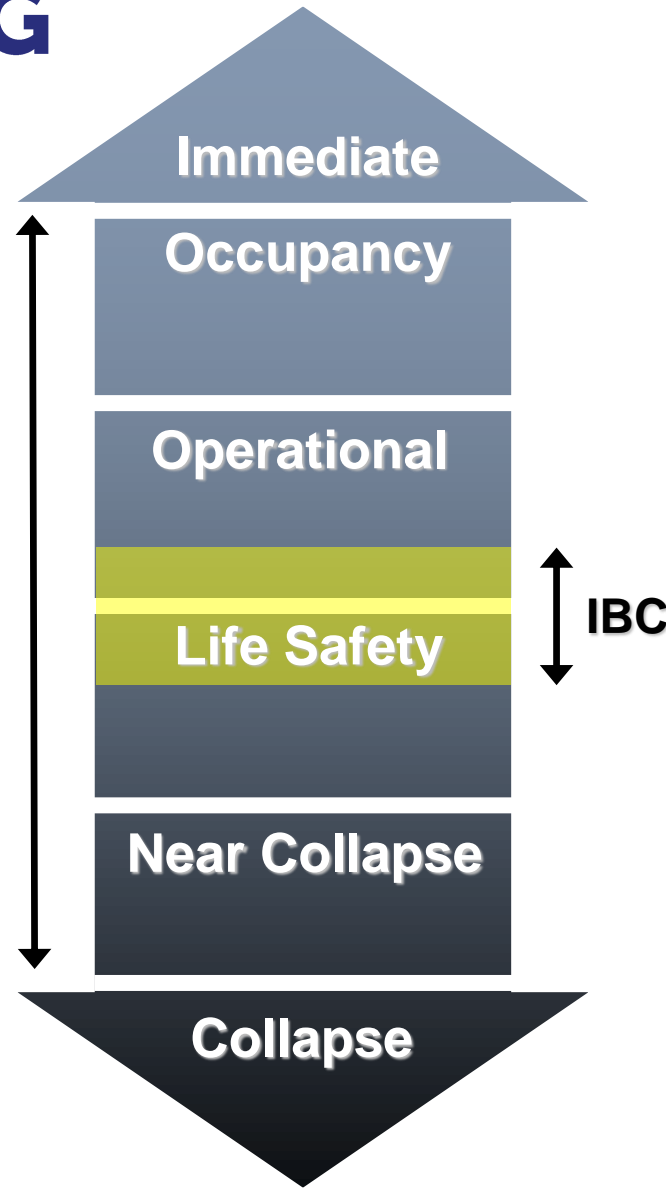 G
Immediate
Occupancy
Operational
IBC
Life Safety
Near Collapse
Collapse